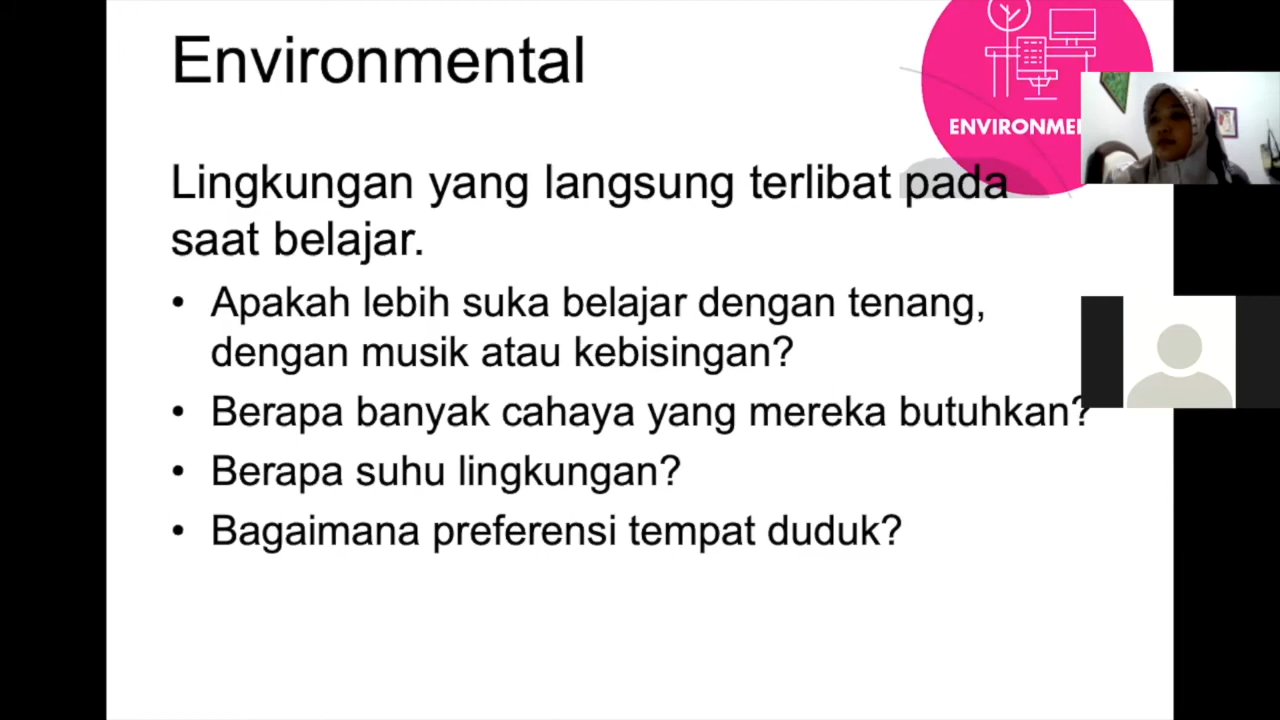 Environmental
ENVIRONME
Lingkungan yang langsung terlibat pada
saat belajar.
• Apakah lebih suka belajar dengan tenang,
dengan musik atau kebisingan?
• Berapa banyak cahaya yang mereka butuhkan?
• Berapa suhu lingkungan?
• Bagaimana preferensi tempat duduk?